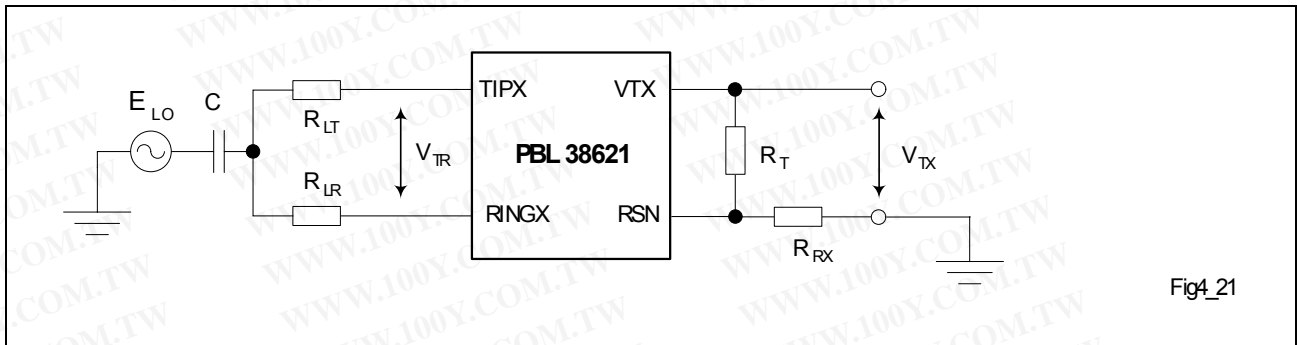 E LO
C
R LT
R LR
V TR
TIPX
RINGX
PBL 38621
VTX
RSN
R T
R RX
V TX
Fig4_21
WWW.100Y.COM.TW